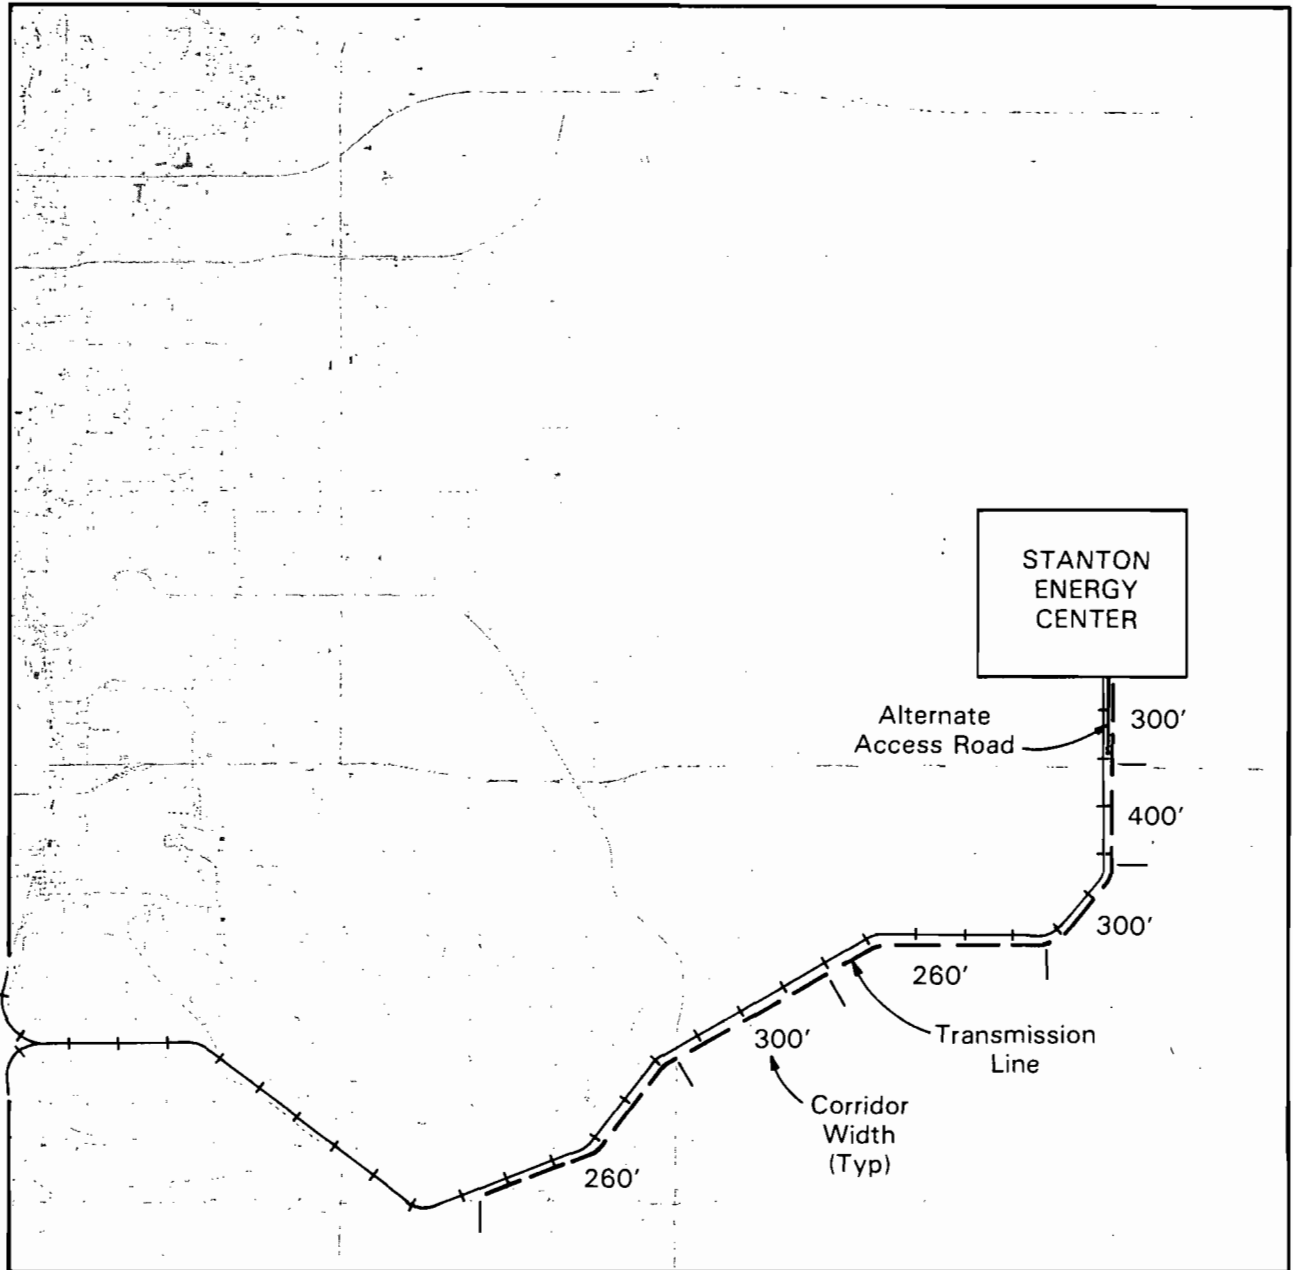 STANTON
ENERGY
CENTER
Alternate
Access Road
300'
400'
300'
260'
Transmission
Line
300'
Corridor
Width
(Typ)
260'